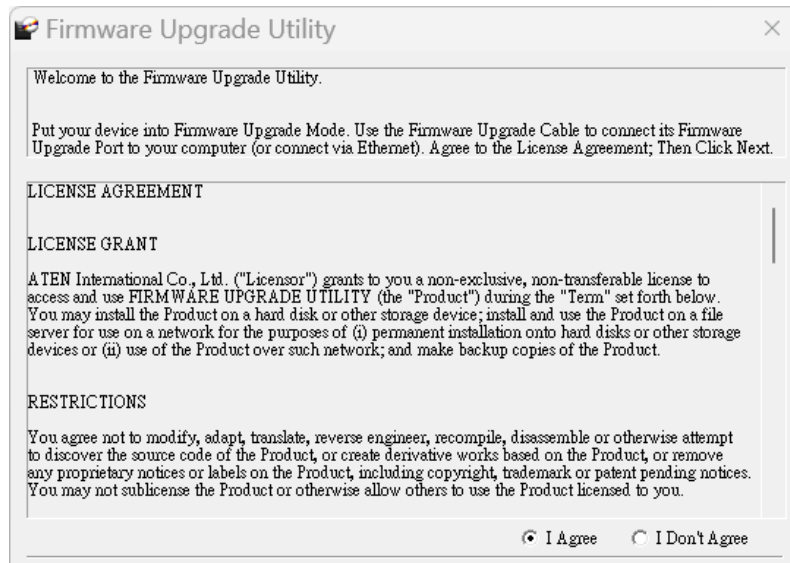 Firmware Upgrade Utility
Welcome to the Firmware Upgrade Utility.
Put your device into Firmware Upgrade Mode. Use the Firmware Upgrade Cable to connect its Firmware
Upgrade Port to your computer (or connect via Ethernet). Agree to the License Agreement; Then Click Next.
LICENSE AGREEMENT
LICENSE GRANT
ATEN International Co., Ltd. ("Licensor") grants to you a non-exclusive, non-transferable license to
access and use FIRMWARE UPGRADE UTILITY (the "Product") during the "Term" set forth below.
You may install the Product on a hard disk or other storage device; install and use the Product on a file
server for use on a network for the purposes of (i) permanent installation onto hard disks or other storage
devices or (ii) use of the Product over such network; and make backup copies of the Product.
RESTRICTIONS
You agree not to modify, adapt, translate, reverse engineer, recompile, disassemble or otherwise attempt
to discover the source code of the Product, or create derivative works based on the Product, or remove
any proprietary notices or labels on the Product, including copyright, trademark or patent pending notices.
You may not sublicense the Product or otherwise allow others to use the Product licensed to you.
I Agree I Don't Agree